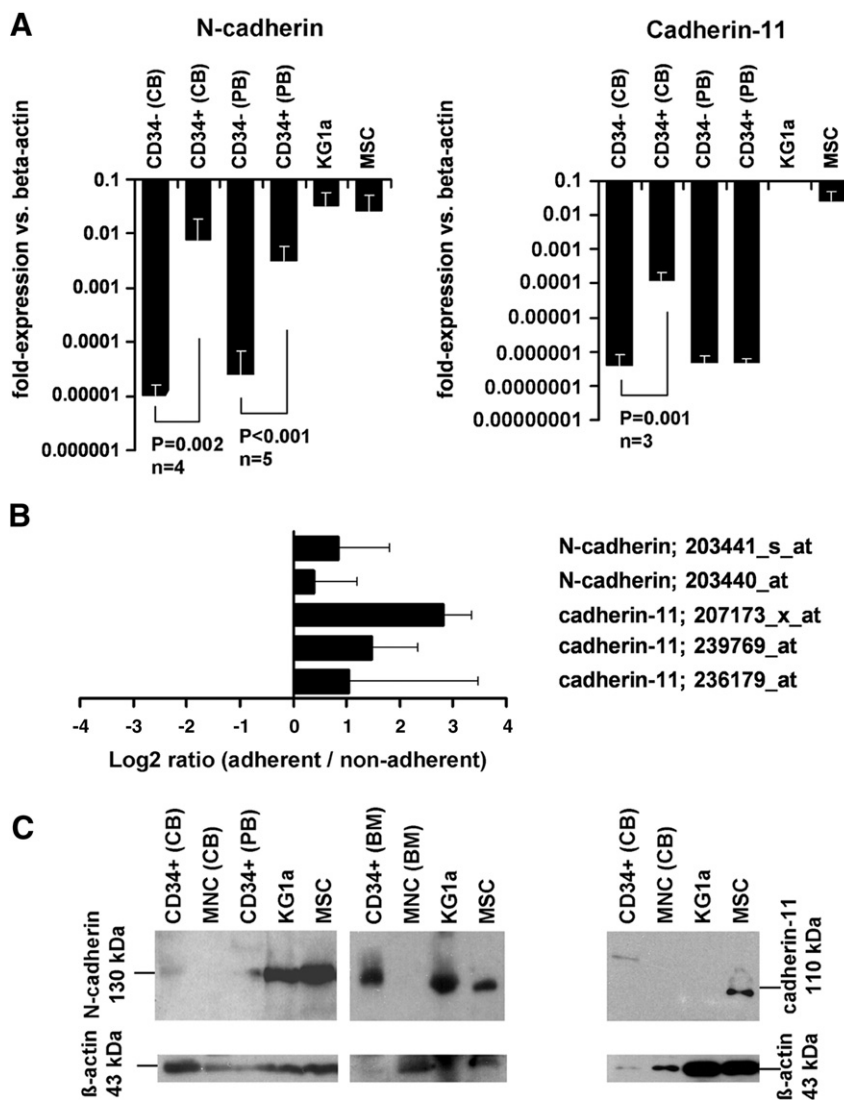 A
N-cadherin
Cadherin-11
CD34- (CB)
CD34+ (CB)
CD34- (PB)
CD34+ (PB)
KG1a
MSC
CD34- (CB)
CD34+ (CB)
CD34- (PB)
CD34+ (PB)
KG1a
MSC
fold-expression vs. beta-actin
0.1
0.01
0.001
0.0001
0.00001
0.000001
P=0.002
n=4
P<0.001
n=5
fold-expression vs. beta-actin
0.1
0.01
0.001
0.0001
0.00001
0.000001
0.0000001
0.00000001
P=0.001
n=3
B
N-cadherin; 203441_s_at
N-cadherin; 203440_at
cadherin-11; 207173_x_at
cadherin-11; 239769_at
cadherin-11; 236179_at
-4 -3 -2 -1 0 1 2 3 4
Log2 ratio (adherent / non-adherent)
C
CD34+ (CB)
MNC (CB)
CD34+ (PB)
KG1a
MSC
CD34+ (BM)
MNC (BM)
KG1a
MSC
CD34+ (CB)
MNC (CB)
KG1a
MSC
N-cadherin
130 kDa
cadherin-11
110 kDa
ß-actin
43 kDa
ß-actin
43 kDa